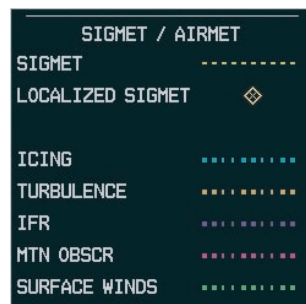 SIGMET / AIRMET
SIGMET
LOCALIZED SIGMET
ICING
TURBULENCE
IFR
MTN OBSCR
SURFACE WINDS